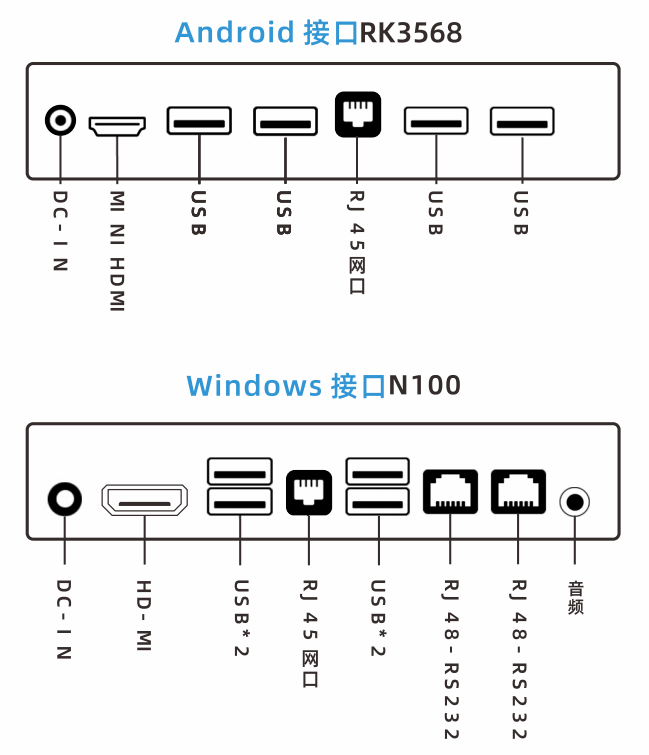 Android 接口RK3568
DC-IN
MINI HDMI
USB
USB
RJ 45网口
USB
USB
Windows 接口N100
DC-IN
HD-MI
USB*2
RJ 45网口
USB*2
RJ 48-RS232
RJ 48-RS232
音频